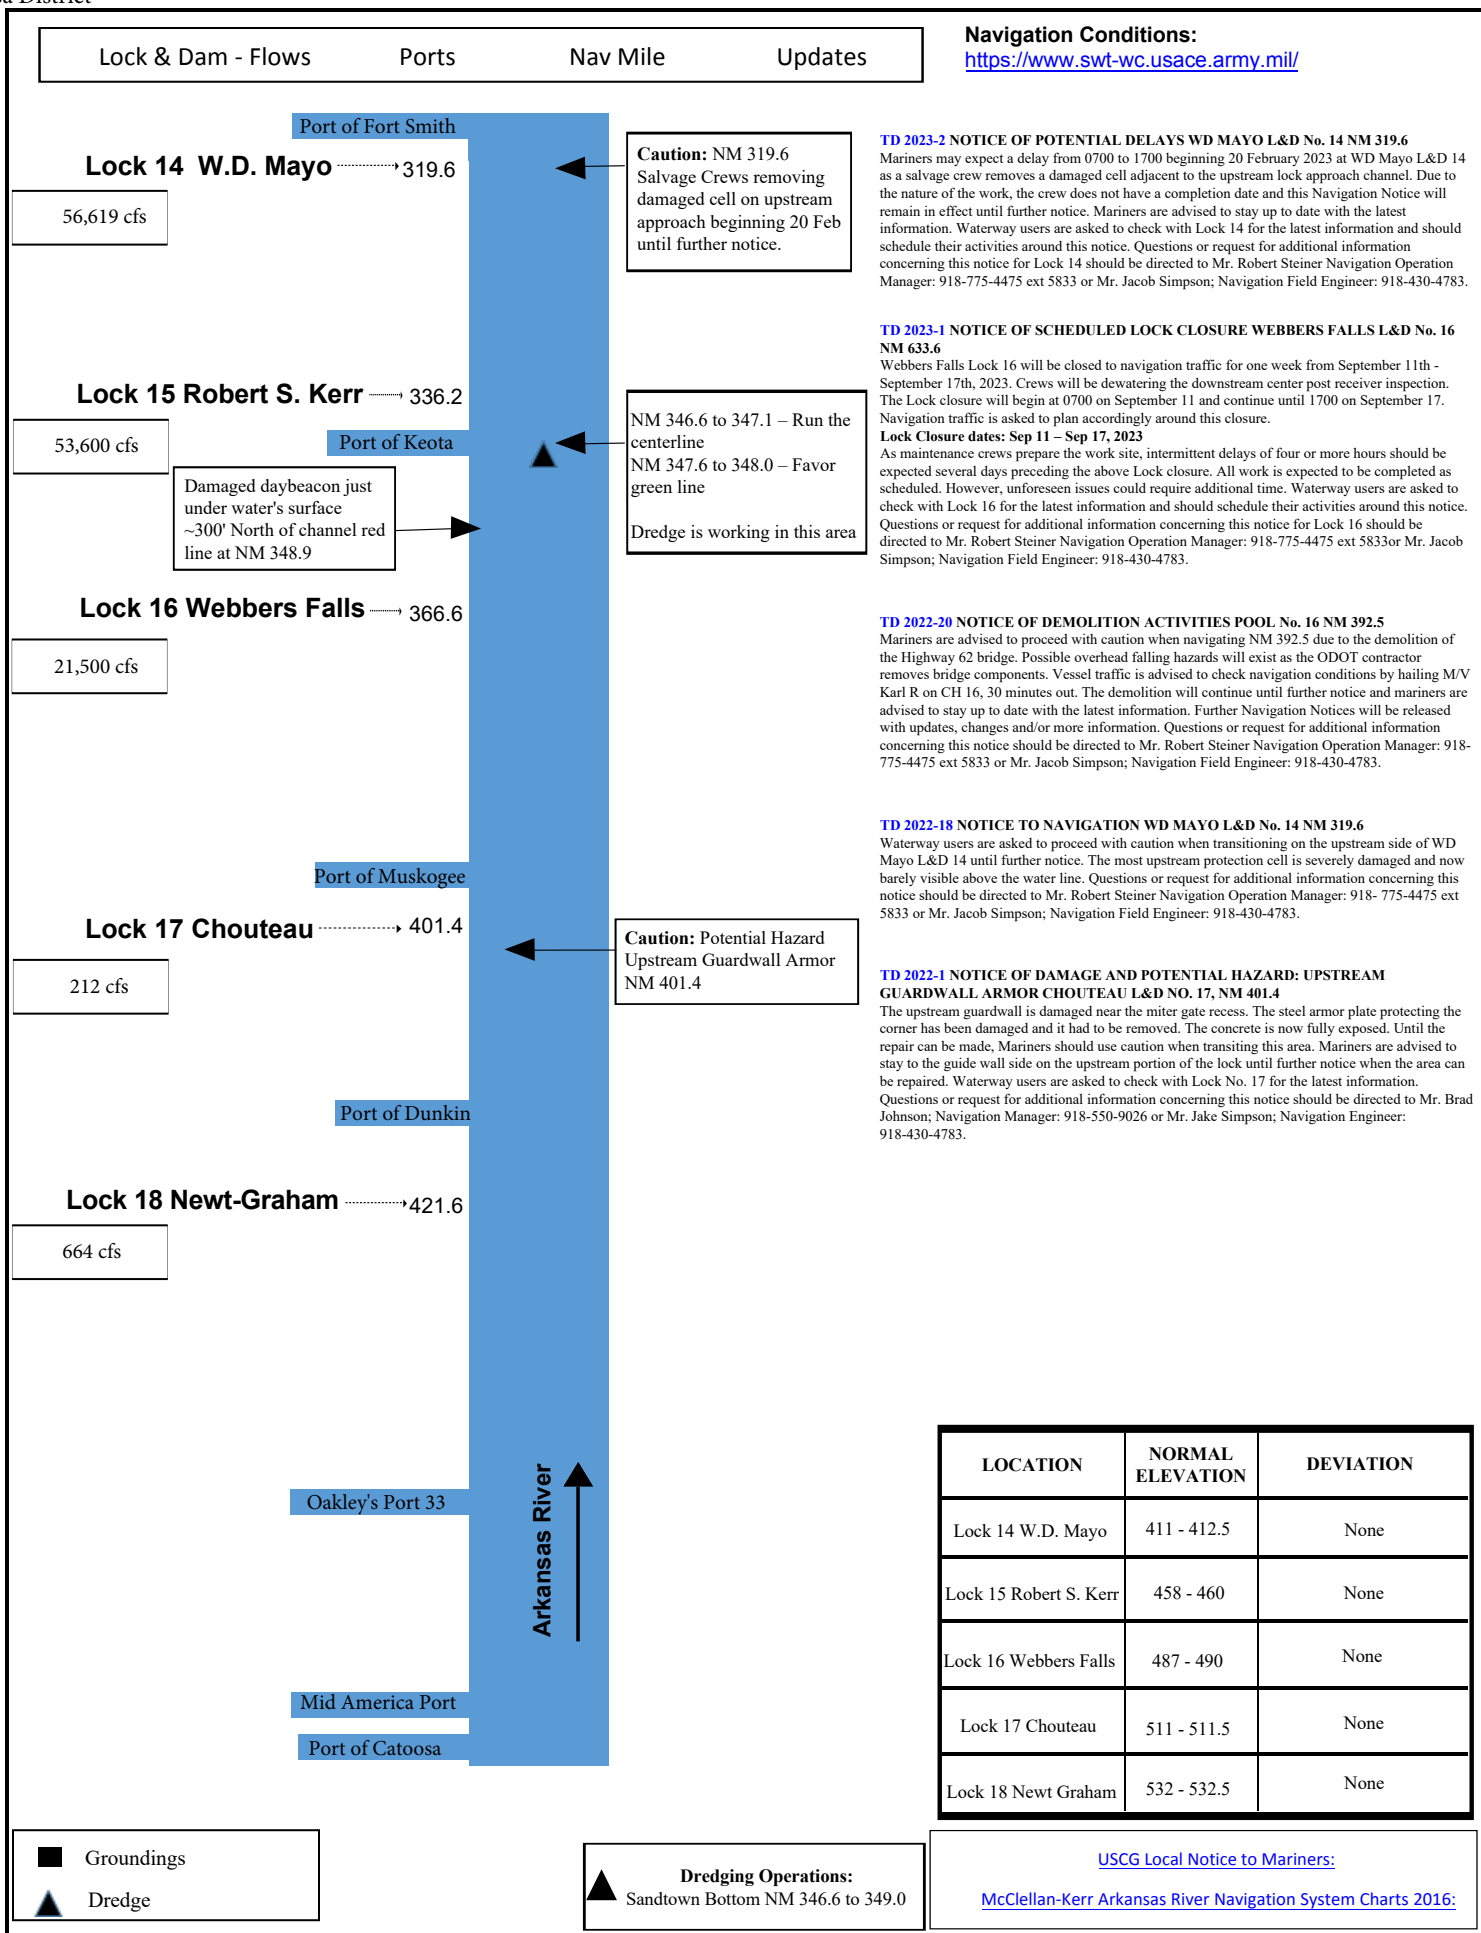 Lock & Dam - Flows Ports Nav Mile Updates
Navigation Conditions:
https://www.swt-wc.usace.army.mil/
Port of Fort Smith
Lock 14 W.D. Mayo 319.6
56,619 cfs
Caution: NM 319.6
Salvage Crews removing
damaged cell on upstream
approach beginning 20 Feb
until further notice.
Lock 15 Robert S. Kerr 336.2
53,600 cfs
Port of Keota
NM 346.6 to 347.1 – Run the
centerline
NM 347.6 to 348.0 – Favor
green line
Dredge is working in this area
Damaged daybeacon just
under water's surface
~300' North of channel red
line at NM 348.9
Lock 16 Webbers Falls 366.6
21,500 cfs
Port of Muskogee
Lock 17 Chouteau 401.4
212 cfs
Caution: Potential Hazard
Upstream Guardwall Armor
NM 401.4
Port of Dunkin
Lock 18 Newt-Graham 421.6
664 cfs
Oakley's Port 33
Arkansas River
Mid America Port
Port of Catoosa
TD 2023-2 NOTICE OF POTENTIAL DELAYS WD MAYO L&D No. 14 NM 319.6
Mariners may expect a delay from 0700 to 1700 beginning 20 February 2023 at WD Mayo L&D 14
as a salvage crew removes a damaged cell adjacent to the upstream lock approach channel. Due to
the nature of the work, the crew does not have a completion date and this Navigation Notice will
remain in effect until further notice. Mariners are advised to stay up to date with the latest
information. Waterway users are asked to check with Lock 14 for the latest information and should
schedule their activities around this notice. Questions or request for additional information
concerning this notice for Lock 14 should be directed to Mr. Robert Steiner Navigation Operation
Manager: 918-775-4475 ext 5833 or Mr. Jacob Simpson; Navigation Field Engineer: 918-430-4783.
TD 2023-1 NOTICE OF SCHEDULED LOCK CLOSURE WEBBERS FALLS L&D No. 16
NM 633.6
Webbers Falls Lock 16 will be closed to navigation traffic for one week from September 11th -
September 17th, 2023. Crews will be dewatering the downstream center post receiver inspection.
The Lock closure will begin at 0700 on September 11 and continue until 1700 on September 17.
Navigation traffic is asked to plan accordingly around this closure.
Lock Closure dates: Sep 11 – Sep 17, 2023
As maintenance crews prepare the work site, intermittent delays of four or more hours should be
expected several days preceding the above Lock closure. All work is expected to be completed as
scheduled. However, unforeseen issues could require additional time. Waterway users are asked to
check with Lock 16 for the latest information and should schedule their activities around this notice.
Questions or request for additional information concerning this notice for Lock 16 should be
directed to Mr. Robert Steiner Navigation Operation Manager: 918-775-4475 ext 5833or Mr. Jacob
Simpson; Navigation Field Engineer: 918-430-4783.
TD 2022-20 NOTICE OF DEMOLITION ACTIVITIES POOL No. 16 NM 392.5
Mariners are advised to proceed with caution when navigating NM 392.5 due to the demolition of
the Highway 62 bridge. Possible overhead falling hazards will exist as the ODOT contractor
removes bridge components. Vessel traffic is advised to check navigation conditions by hailing M/V
Karl R on CH 16, 30 minutes out. The demolition will continue until further notice and mariners are
advised to stay up to date with the latest information. Further Navigation Notices will be released
with updates, changes and/or more information. Questions or request for additional information
concerning this notice should be directed to Mr. Robert Steiner Navigation Operation Manager: 918-
775-4475 ext 5833 or Mr. Jacob Simpson; Navigation Field Engineer: 918-430-4783.
TD 2022-18 NOTICE TO NAVIGATION WD MAYO L&D No. 14 NM 319.6
Waterway users are asked to proceed with caution when transitioning on the upstream side of WD
Mayo L&D 14 until further notice. The most upstream protection cell is severely damaged and now
barely visible above the water line. Questions or request for additional information concerning this
notice should be directed to Mr. Robert Steiner Navigation Operation Manager: 918- 775-4475 ext
5833 or Mr. Jacob Simpson; Navigation Field Engineer: 918-430-4783.
TD 2022-1 NOTICE OF DAMAGE AND POTENTIAL HAZARD: UPSTREAM
GUARDWALL ARMOR CHOUTEAU L&D NO. 17, NM 401.4
The upstream guardwall is damaged near the miter gate recess. The steel armor plate protecting the
corner has been damaged and it had to be removed. The concrete is now fully exposed. Until the
repair can be made, Mariners should use caution when transiting this area. Mariners are advised to
stay to the guide wall side on the upstream portion of the lock until further notice when the area can
be repaired. Waterway users are asked to check with Lock No. 17 for the latest information.
Questions or request for additional information concerning this notice should be directed to Mr. Brad
Johnson; Navigation Manager: 918-550-9026 or Mr. Jake Simpson; Navigation Engineer:
918-430-4783.
LOCATION NORMAL ELEVATION DEVIATION
Lock 14 W.D. Mayo 411 - 412.5 None
Lock 15 Robert S. Kerr 458 - 460 None
Lock 16 Webbers Falls 487 - 490 None
Lock 17 Chouteau 511 - 511.5 None
Lock 18 Newt Graham 532 - 532.5 None
Groundings
Dredge
Dredging Operations:
Sandtown Bottom NM 346.6 to 349.0
USCG Local Notice to Mariners:
McClellan-Kerr Arkansas River Navigation System Charts 2016: